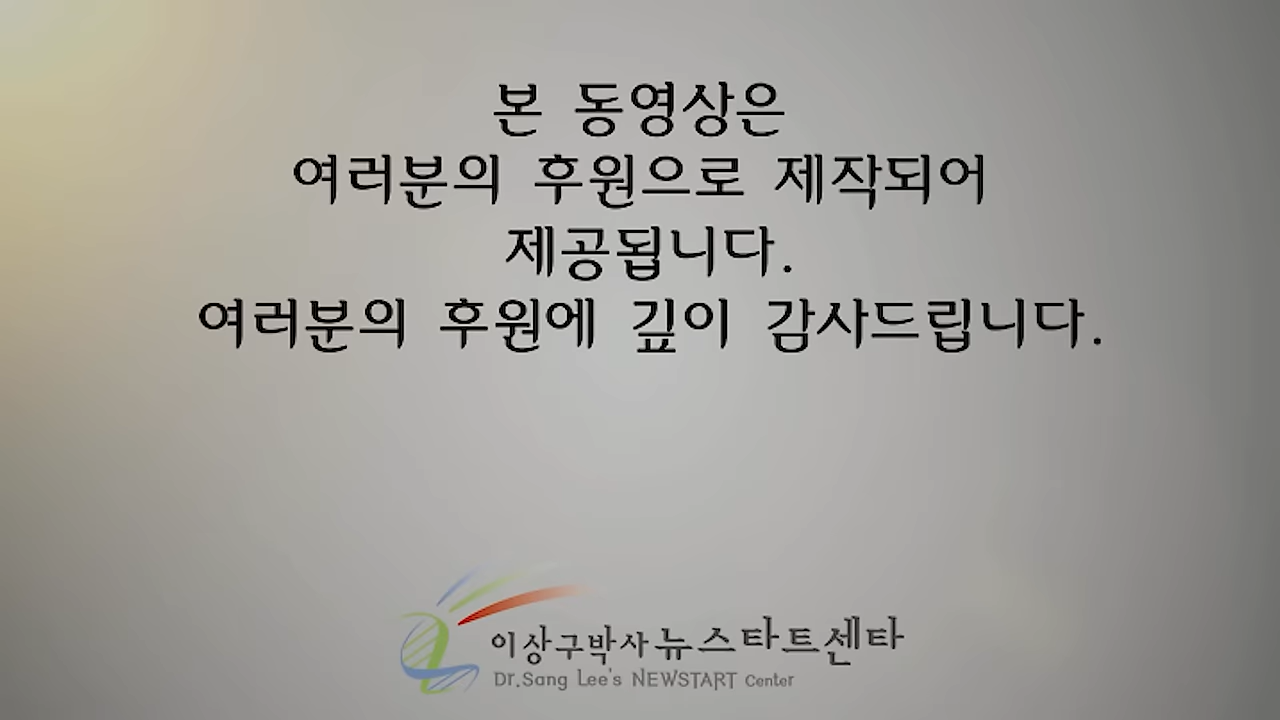 본 동영상은
여러분의 후원으로 제작되어
제공됩니다.
여러분의 후원에 깊이 감사드립니다.
이상구박사 뉴스타트센타
Dr.Sang Lee's NEWSTART Center